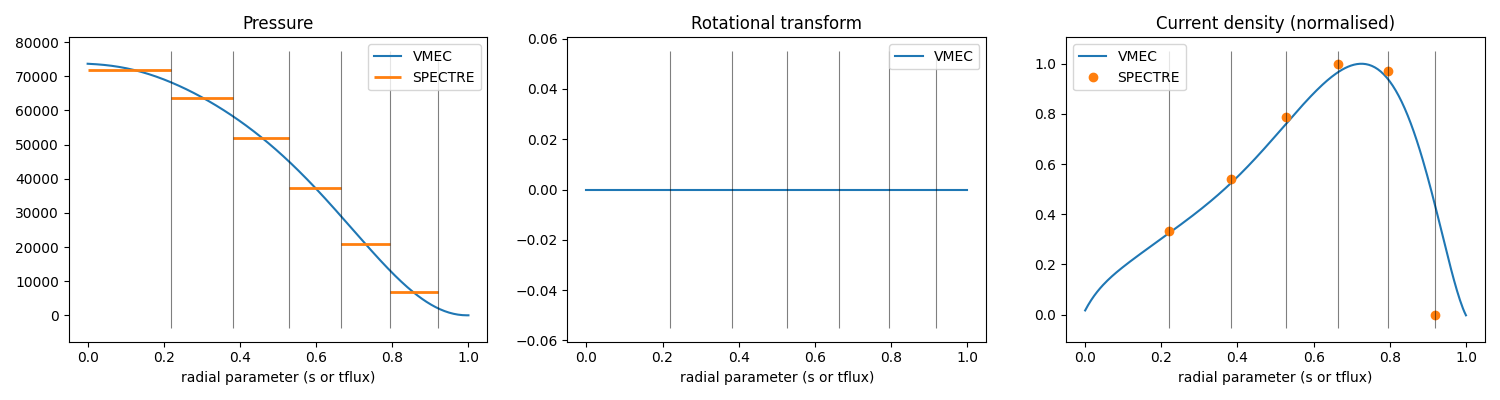 Pressure
80000
70000
60000
50000
40000
30000
20000
10000
0
0.0 0.2 0.4 0.6 0.8 1.0
radial parameter (s or tflux)
VMEC
SPECTRE
Rotational transform
0.06
0.04
0.02
0.00
−0.02
−0.04
−0.06
0.0 0.2 0.4 0.6 0.8 1.0
radial parameter (s or tflux)
VMEC
Current density (normalised)
1.0
0.8
0.6
0.4
0.2
0.0
0.0 0.2 0.4 0.6 0.8 1.0
radial parameter (s or tflux)
VMEC
SPECTRE